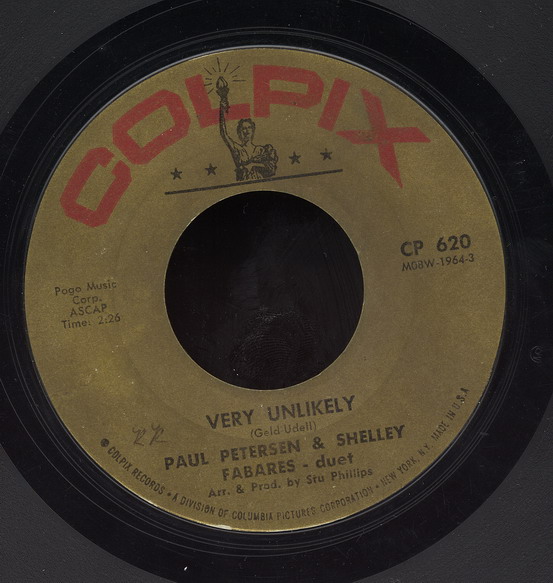 COLPIX
CP 620
MOBW-1964-3
Pogo Music
Corp.
ASCAP
Time: 2:26
VERY UNLIKELY
(Geld-Udell)
PAUL PETERSEN & SHELLEY
FABARES - duet
Arr. & Prod. by Stu Phillips
COLPIX RECORDS • A DIVISION OF COLUMBIA PICTURES CORPORATION • NEW YORK, N.Y. MADE IN U.S.A